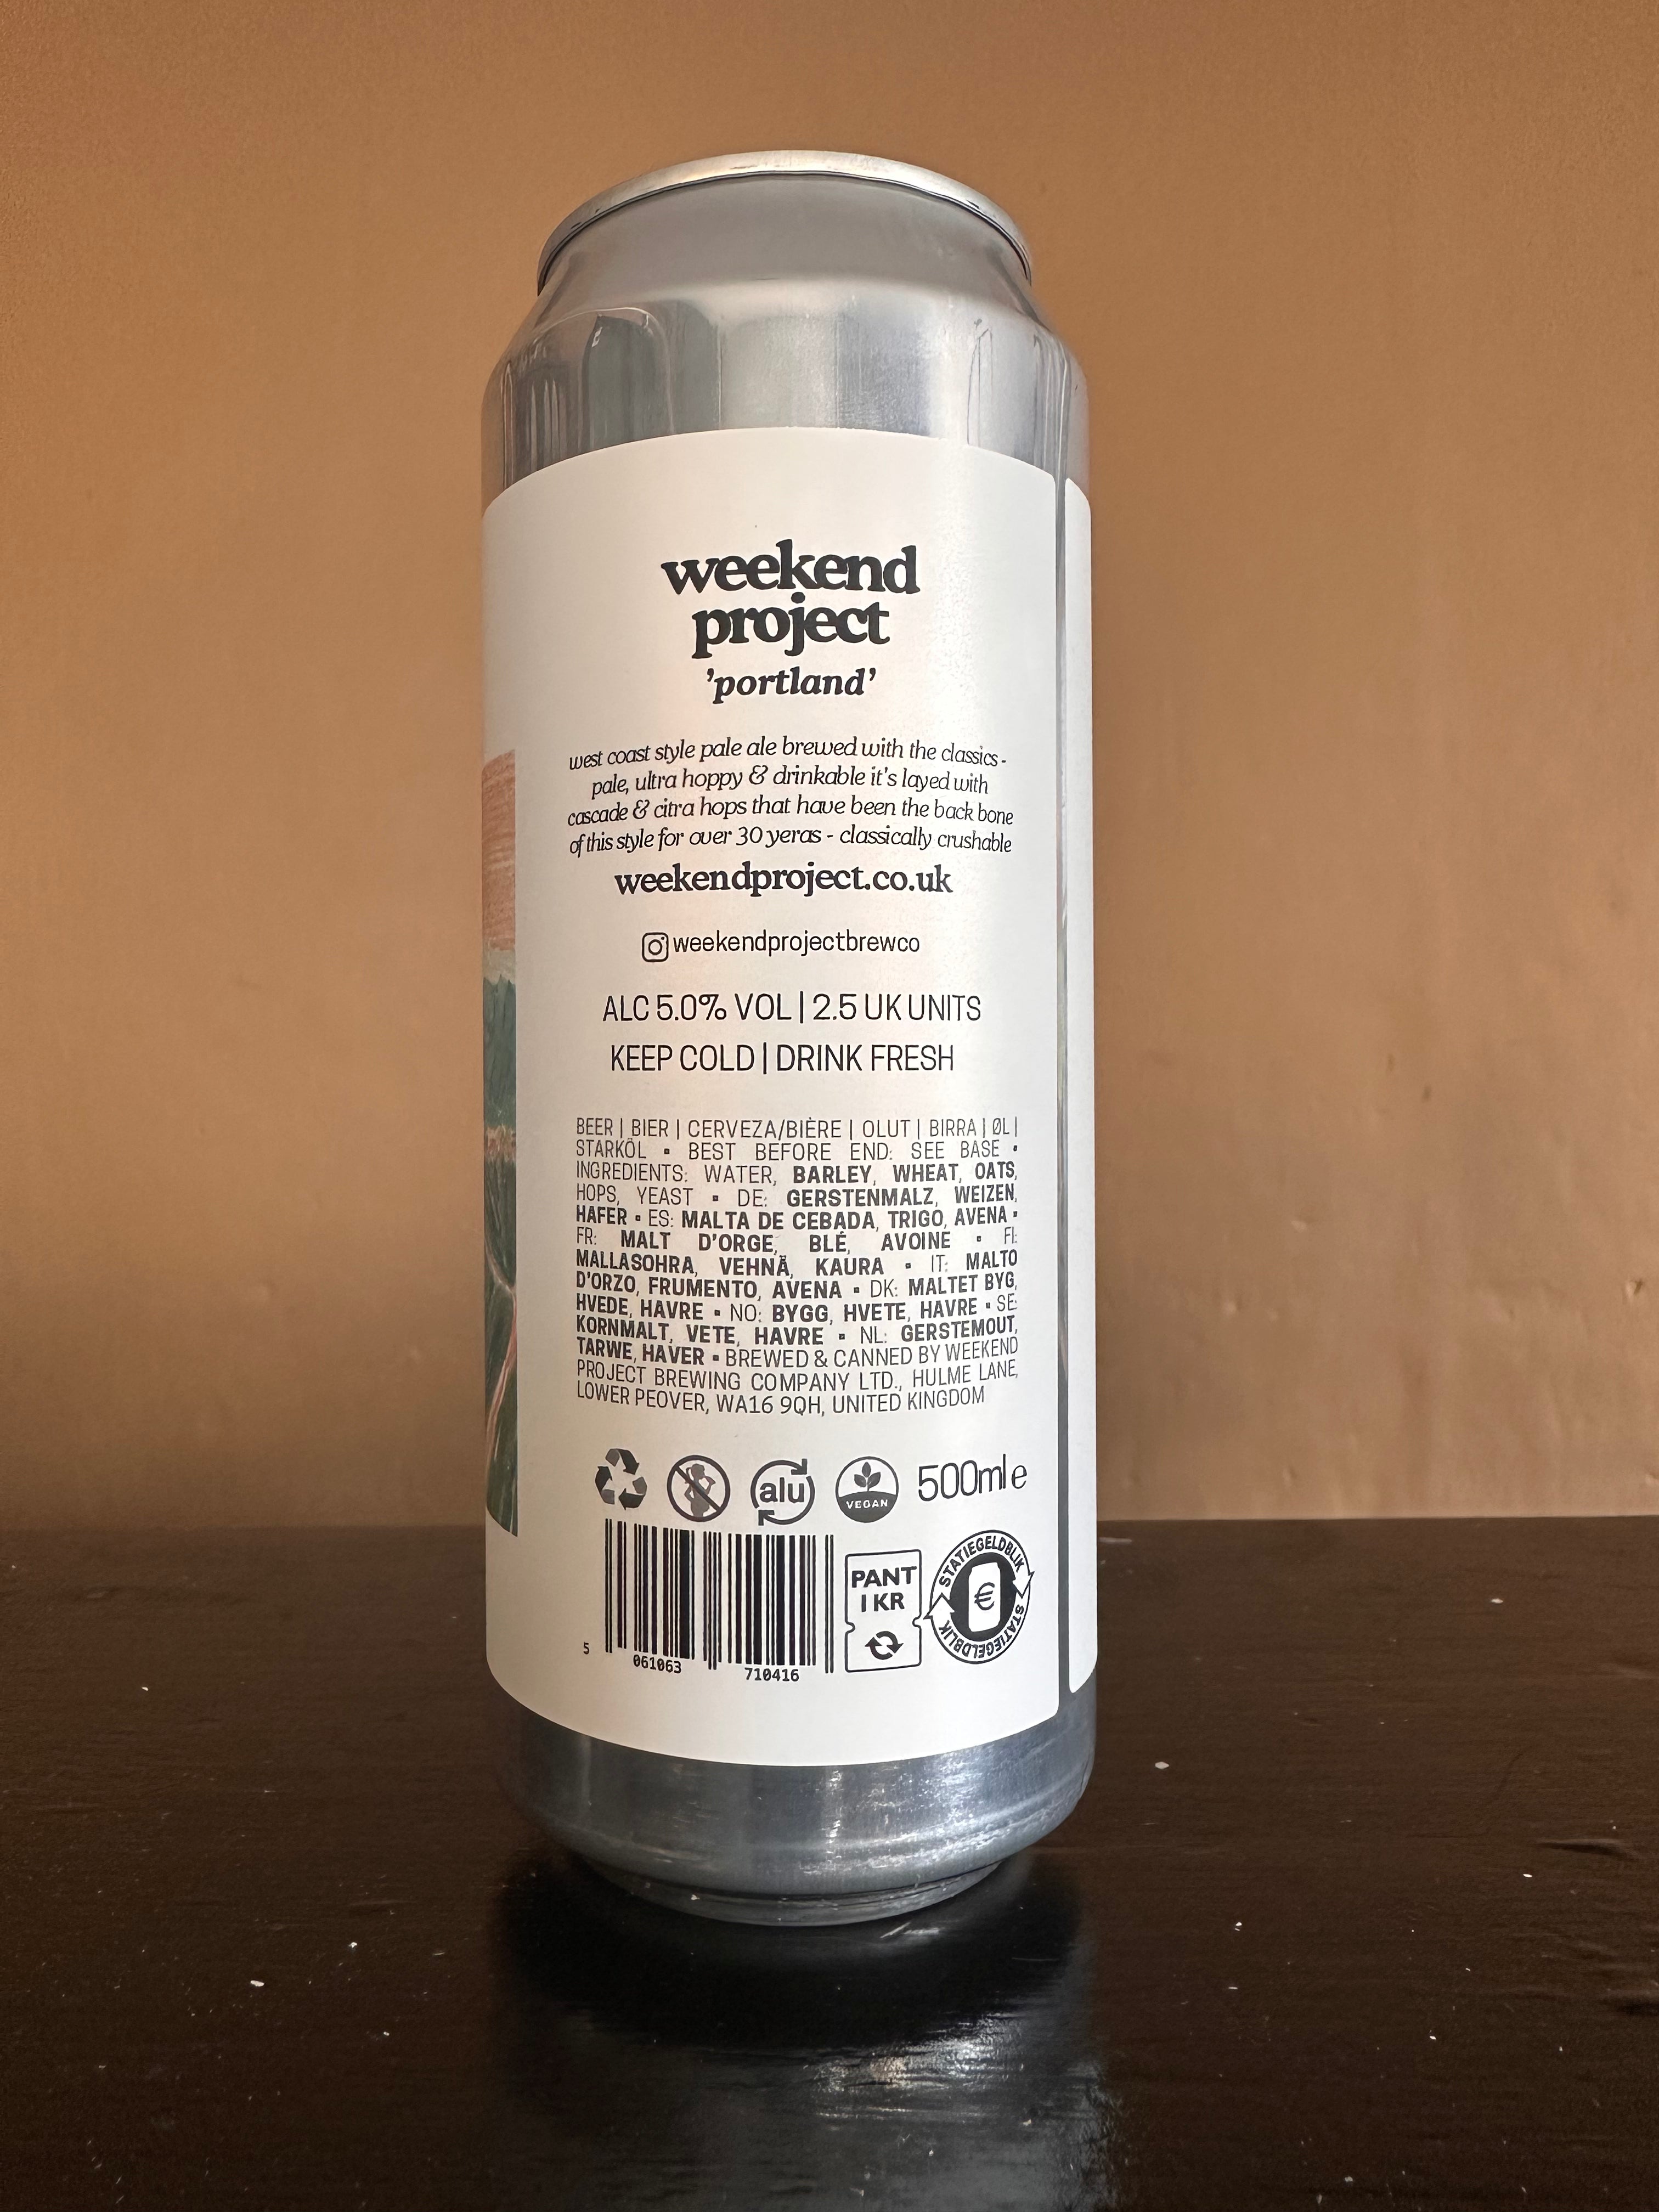 weekend
project
'portland'
west coast style pale ale brewed with the classics -
pale, ultra hoppy & drinkable it's layed with
cascade & citra hops that have been the back bone
of this style for over 30 yeras - classically crushable
weekendproject.co.uk
weekendprojectbrewco
ALC 5.0% VOL | 2.5 UK UNITS
KEEP COLD | DRINK FRESH
BEER | BIER | CERVEZA/BIÈRE | OLUT | BIRRA | ØL |
STARKÖL ▪ BEST BEFORE END: SEE BASE ▪
INGREDIENTS: WATER, BARLEY, WHEAT, OATS,
HOPS, YEAST ▪ DE: GERSTENMALZ, WEIZEN,
HAFER ▪ ES: MALTA DE CEBADA, TRIGO, AVENA ▪
FR: MALT D'ORGE, BLÉ, AVOINE ▪ FI:
MALLASOHRA, VEHNÄ, KAURA ▪ IT: MALTO
D'ORZO, FRUMENTO, AVENA ▪ DK: MALTET BYG,
HVEDE, HAVRE ▪ NO: BYGG, HVETE, HAVRE ▪ SE:
KORNMALT, VETE, HAVRE ▪ NL: GERSTEMOUT,
TARWE, HAVER ▪ BREWED & CANNED BY WEEKEND
PROJECT BREWING COMPANY LTD., HULME LANE,
LOWER PEOVER, WA16 9QH, UNITED KINGDOM
alu
VEGAN
500ml e
PANT
1 KR
STATIEGELDBLIK
€
STATIEGELDBLIK
5 061063 710416